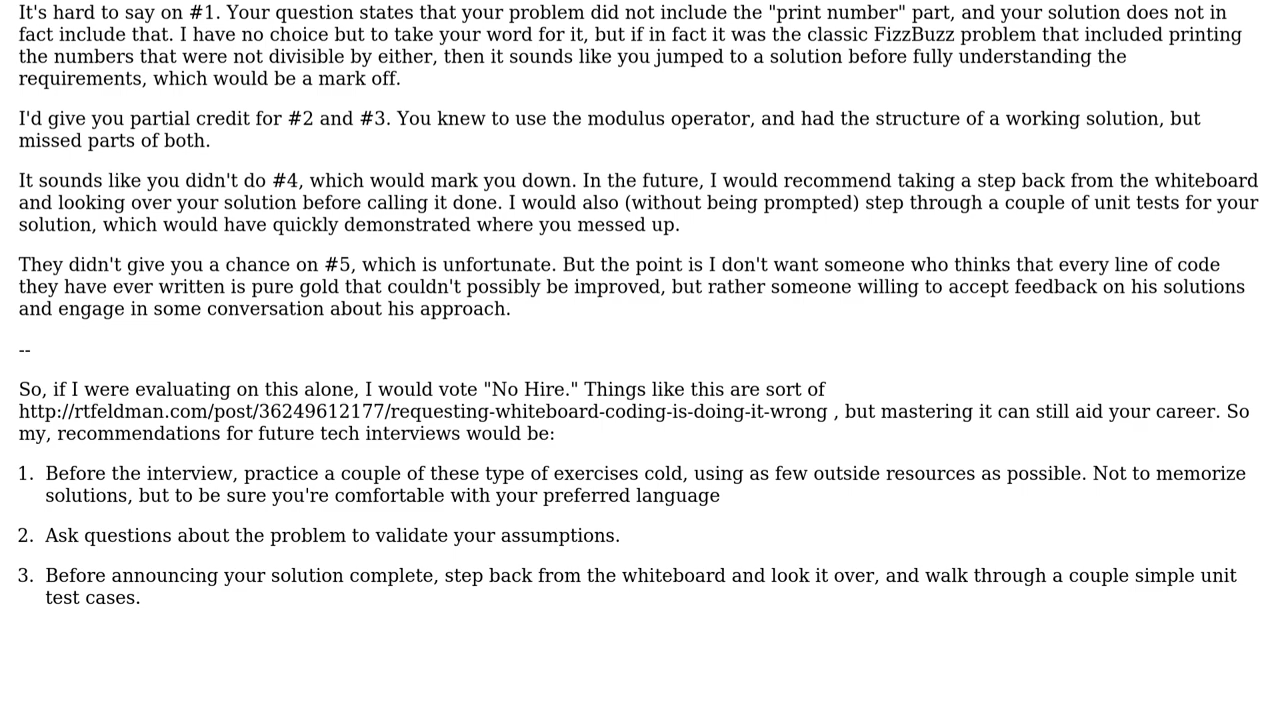 It's hard to say on #1. Your question states that your problem did not include the "print number" part, and your solution does not in
fact include that. I have no choice but to take your word for it, but if in fact it was the classic FizzBuzz problem that included printing
the numbers that were not divisible by either, then it sounds like you jumped to a solution before fully understanding the
requirements, which would be a mark off.
I'd give you partial credit for #2 and #3. You knew to use the modulus operator, and had the structure of a working solution, but
missed parts of both.
It sounds like you didn't do #4, which would mark you down. In the future, I would recommend taking a step back from the whiteboard
and looking over your solution before calling it done. I would also (without being prompted) step through a couple of unit tests for your
solution, which would have quickly demonstrated where you messed up.
They didn't give you a chance on #5, which is unfortunate. But the point is I don't want someone who thinks that every line of code
they have ever written is pure gold that couldn't possibly be improved, but rather someone willing to accept feedback on his solutions
and engage in some conversation about his approach.
--
So, if I were evaluating on this alone, I would vote "No Hire." Things like this are sort of
http://rtfeldman.com/post/36249612177/requesting-whiteboard-coding-is-doing-it-wrong , but mastering it can still aid your career. So
my, recommendations for future tech interviews would be:
1. Before the interview, practice a couple of these type of exercises cold, using as few outside resources as possible. Not to memorize
solutions, but to be sure you're comfortable with your preferred language
2. Ask questions about the problem to validate your assumptions.
3. Before announcing your solution complete, step back from the whiteboard and look it over, and walk through a couple simple unit
test cases.